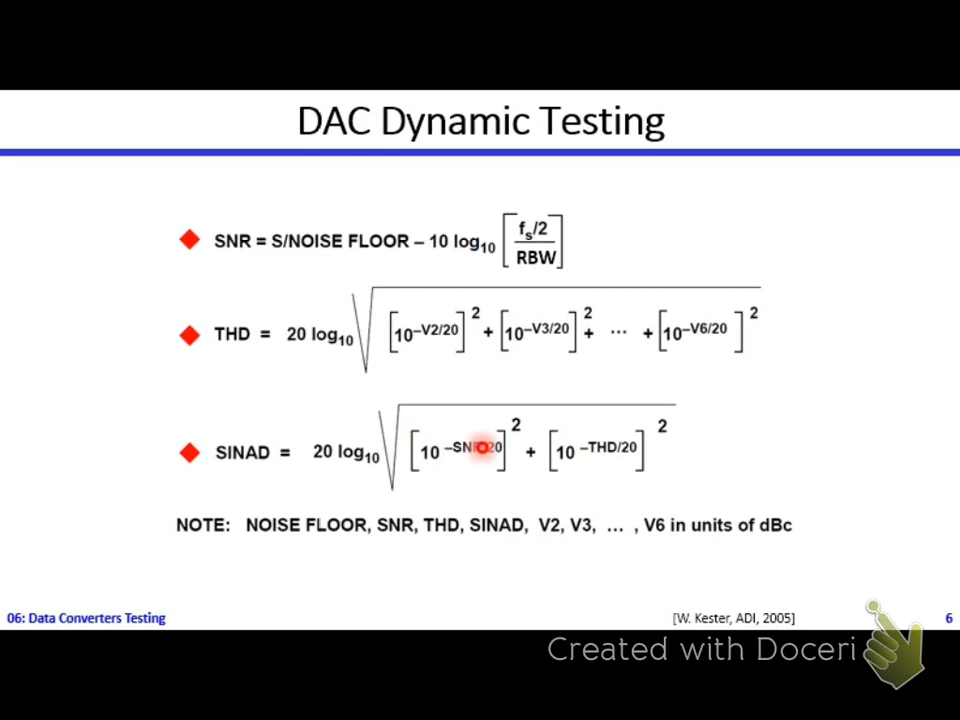 DAC Dynamic Testing
SNR = S/NOISE FLOOR – 10 log₁₀ [ (fₛ/2) / RBW ]
THD = 20 log₁₀ √( [10^(–V2/20)]² + [10^(–V3/20)]² + ... + [10^(–V6/20)]² )
SINAD = 20 log₁₀ √( [10^(–SNR/20)]² + [10^(–THD/20)]² )
NOTE: NOISE FLOOR, SNR, THD, SINAD, V2, V3, ... , V6 in units of dBc
06: Data Converters Testing [W. Kester, ADI, 2005] 6
Created with Doceri